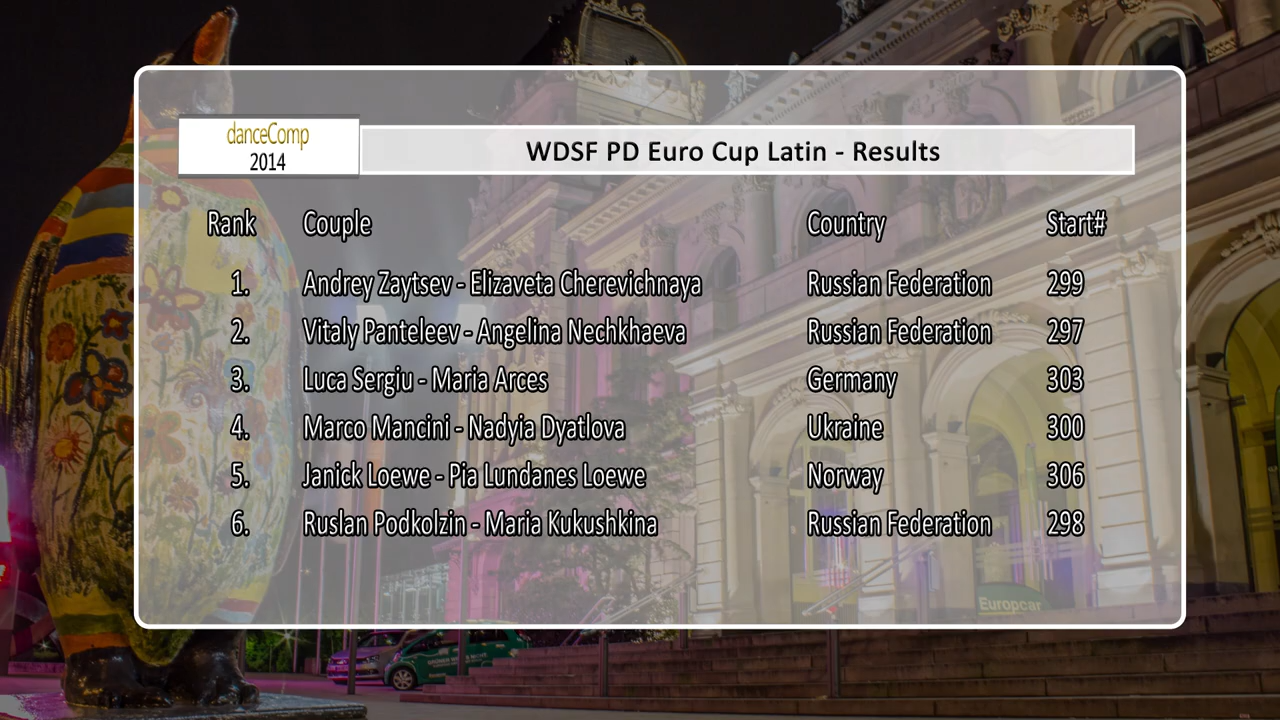 danceComp
2014
WDSF PD Euro Cup Latin - Results
Rank Couple Country Start#
1. Andrey Zaytsev - Elizaveta Cherevichnaya Russian Federation 299
2. Vitaly Panteleev - Angelina Nechkhaeva Russian Federation 297
3. Luca Sergiu - Maria Arces Germany 303
4. Marco Mancini - Nadyia Dyatlova Ukraine 300
5. Janick Loewe - Pia Lundanes Loewe Norway 306
6. Ruslan Podkolzin - Maria Kukushkina Russian Federation 298
Europcar